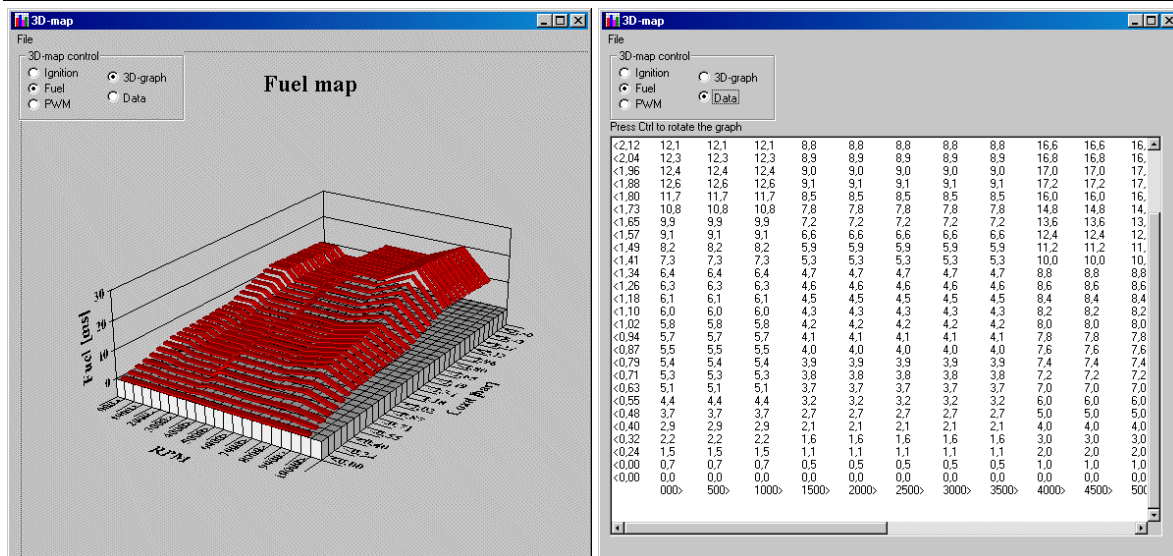 3D-map
File
3D-map control
Ignition
Fuel
PWM
3D-graph
Data
Fuel map
30
20
10
0
Fuel [ms]
RPM
Load [bar]
3D-map
File
3D-map control
Ignition
Fuel
PWM
3D-graph
Data
Press Ctrl to rotate the graph
<2,12 12,1 12,1 12,1 8,8 8,8 8,8 8,8 8,8 16,6 16,6 16,
<2,04 12,3 12,3 12,3 8,9 8,9 8,9 8,9 8,9 16,8 16,8 16,
<1,96 12,4 12,4 12,4 9,0 9,0 9,0 9,0 9,0 17,0 17,0 17,
<1,88 12,6 12,6 12,6 9,1 9,1 9,1 9,1 9,1 17,2 17,2 17,
<1,80 11,7 11,7 11,7 8,5 8,5 8,5 8,5 8,5 16,0 16,0 16,
<1,73 10,8 10,8 10,8 7,8 7,8 7,8 7,8 7,8 14,8 14,8 14,
<1,65 9,9 9,9 9,9 7,2 7,2 7,2 7,2 7,2 13,6 13,6 13,
<1,57 9,1 9,1 9,1 6,6 6,6 6,6 6,6 6,6 12,4 12,4 12,
<1,49 8,2 8,2 8,2 5,9 5,9 5,9 5,9 5,9 11,2 11,2 11,
<1,41 7,3 7,3 7,3 5,3 5,3 5,3 5,3 5,3 10,0 10,0 10,
<1,34 6,4 6,4 6,4 4,7 4,7 4,7 4,7 4,7 8,8 8,8 8,8
<1,26 6,3 6,3 6,3 4,6 4,6 4,6 4,6 4,6 8,6 8,6 8,6
<1,18 6,1 6,1 6,1 4,5 4,5 4,5 4,5 4,5 8,4 8,4 8,4
<1,10 6,0 6,0 6,0 4,3 4,3 4,3 4,3 4,3 8,2 8,2 8,2
<1,02 5,8 5,8 5,8 4,2 4,2 4,2 4,2 4,2 8,0 8,0 8,0
<0,94 5,7 5,7 5,7 4,1 4,1 4,1 4,1 4,1 7,8 7,8 7,8
<0,87 5,5 5,5 5,5 4,0 4,0 4,0 4,0 4,0 7,6 7,6 7,6
<0,79 5,4 5,4 5,4 3,9 3,9 3,9 3,9 3,9 7,4 7,4 7,4
<0,71 5,3 5,3 5,3 3,8 3,8 3,8 3,8 3,8 7,2 7,2 7,2
<0,63 5,1 5,1 5,1 3,7 3,7 3,7 3,7 3,7 7,0 7,0 7,0
<0,55 4,4 4,4 4,4 3,2 3,2 3,2 3,2 3,2 6,0 6,0 6,0
<0,48 3,7 3,7 3,7 2,7 2,7 2,7 2,7 2,7 5,0 5,0 5,0
<0,40 2,9 2,9 2,9 2,1 2,1 2,1 2,1 2,1 4,0 4,0 4,0
<0,32 2,2 2,2 2,2 1,6 1,6 1,6 1,6 1,6 3,0 3,0 3,0
<0,24 1,5 1,5 1,5 1,1 1,1 1,1 1,1 1,1 2,0 2,0 2,0
<0,00 0,7 0,7 0,7 0,5 0,5 0,5 0,5 0,5 1,0 1,0 1,0
<0,00 0,0 0,0 0,0 0,0 0,0 0,0 0,0 0,0 0,0 0,0 0,0
000> 500> 1000> 1500> 2000> 2500> 3000> 3500> 4000> 4500> 500